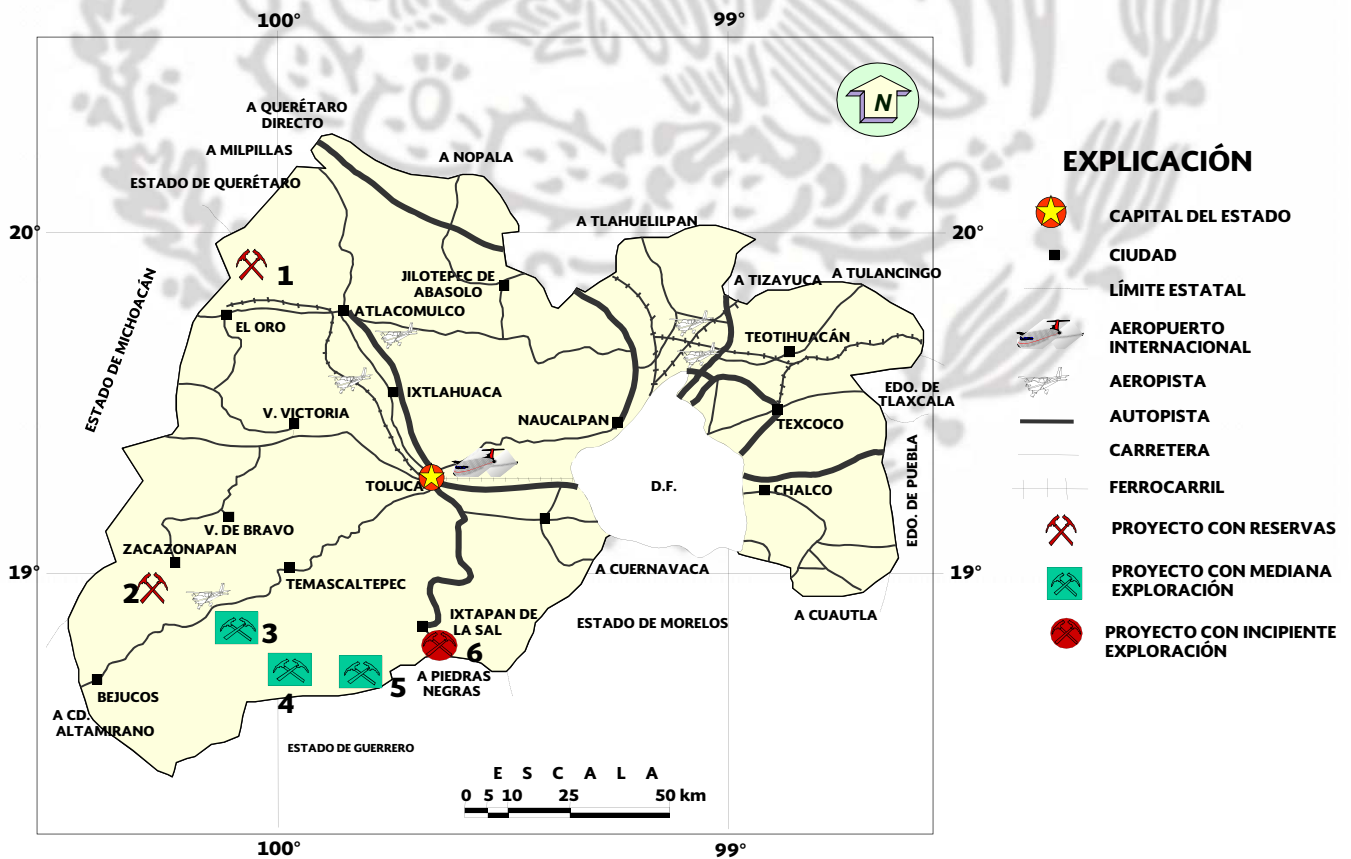 100°
99°
N
A QUERÉTARO
DIRECTO
A MILPILLAS
A NOPALA
ESTADO DE QUERÉTARO
A TLAHUELILPAN
20°
20°
A TIZAYUCA
A TULANCINGO
JILOTEPEC DE
ABASOLO
1
ATLACOMULCO
EL ORO
TEOTIHUACÁN
ESTADO DE MICHOACÁN
IXTLAHUACA
EDO. DE
TLAXCALA
V. VICTORIA
NAUCALPAN
TEXCOCO
TOLUCA
D.F.
CHALCO
EDO. DE PUEBLA
V. DE BRAVO
ZACAZONAPAN
19°
19°
A CUERNAVACA
TEMASCALTEPEC
2
IXTAPAN DE
LA SAL
ESTADO DE MORELOS
A CUAUTLA
3
6
A PIEDRAS
NEGRAS
5
4
BEJUCOS
A CD.
ALTAMIRANO
ESTADO DE GUERRERO
E S C A L A
0 5 10 25 50 km
100°
99°
EXPLICACIÓN
CAPITAL DEL ESTADO
CIUDAD
LÍMITE ESTATAL
AEROPUERTO
INTERNACIONAL
AEROPISTA
AUTOPISTA
CARRETERA
FERROCARRIL
PROYECTO CON RESERVAS
PROYECTO CON MEDIANA
EXPLORACIÓN
PROYECTO CON INCIPIENTE
EXPLORACIÓN